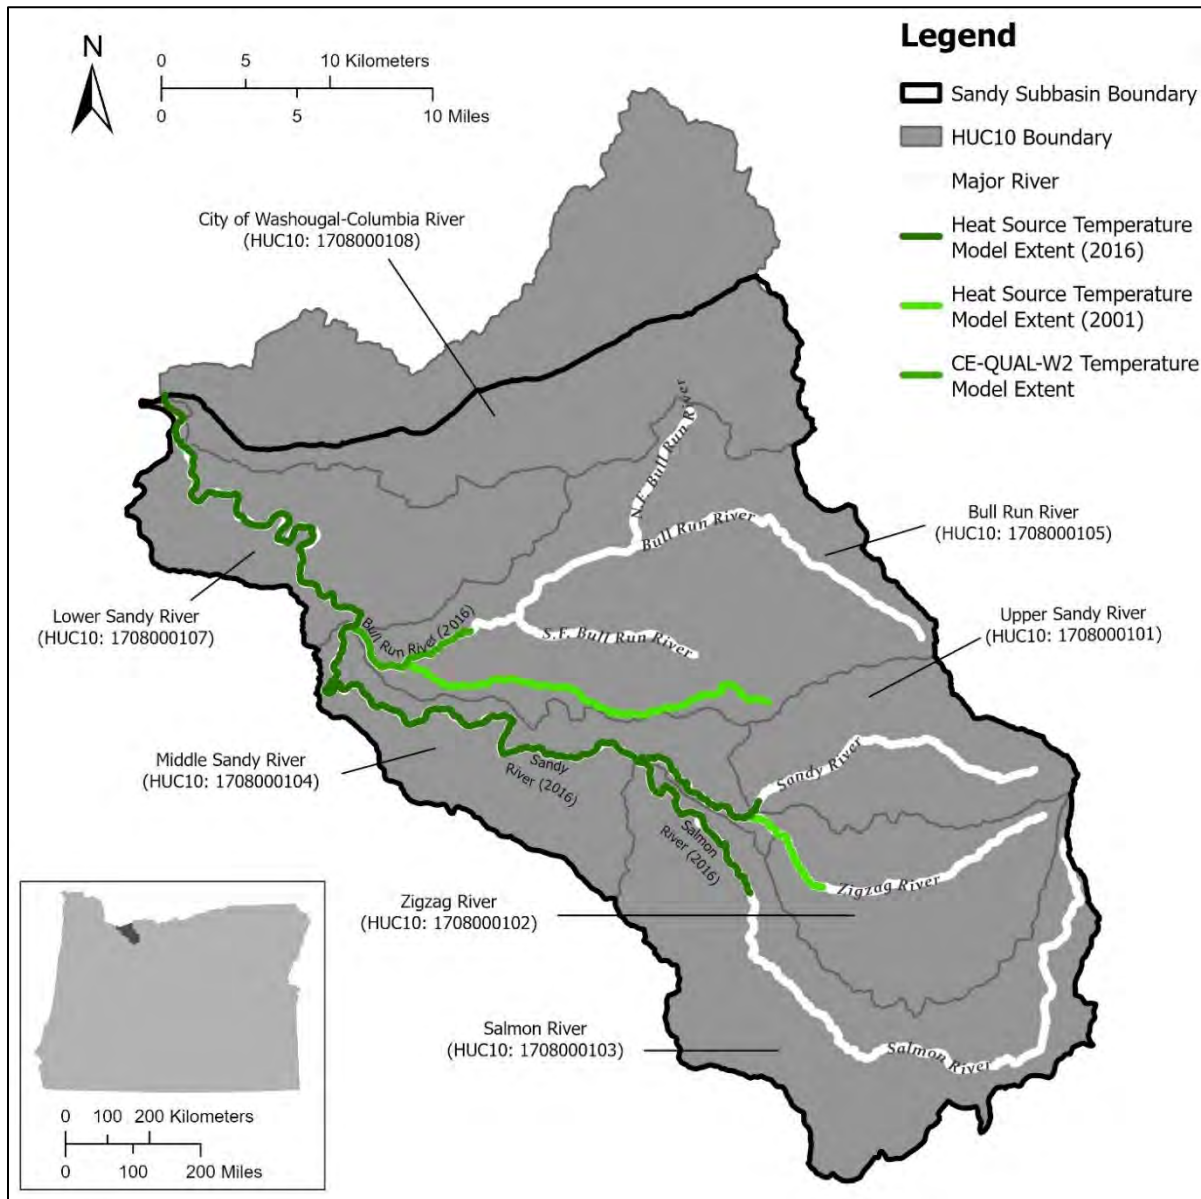 N
0 5 10 Kilometers
0 5 10 Miles
Legend
Sandy Subbasin Boundary
HUC10 Boundary
Major River
Heat Source Temperature
Model Extent (2016)
Heat Source Temperature
Model Extent (2001)
CE-QUAL-W2 Temperature
Model Extent
City of Washougal-Columbia River
(HUC10: 1708000108)
N.F. Bull Run River
Bull Run River
Bull Run River
(HUC10: 1708000105)
Lower Sandy River
(HUC10: 1708000107)
Bull Run River (2016)
S.F. Bull Run River
Upper Sandy River
(HUC10: 1708000101)
Middle Sandy River
(HUC10: 1708000104)
Sandy
River (2016)
Sandy River
Salmon
River (2016)
Zigzag River
Zigzag River
(HUC10: 1708000102)
Salmon River
(HUC10: 1708000103)
Salmon River
0 100 200 Kilometers
0 100 200 Miles